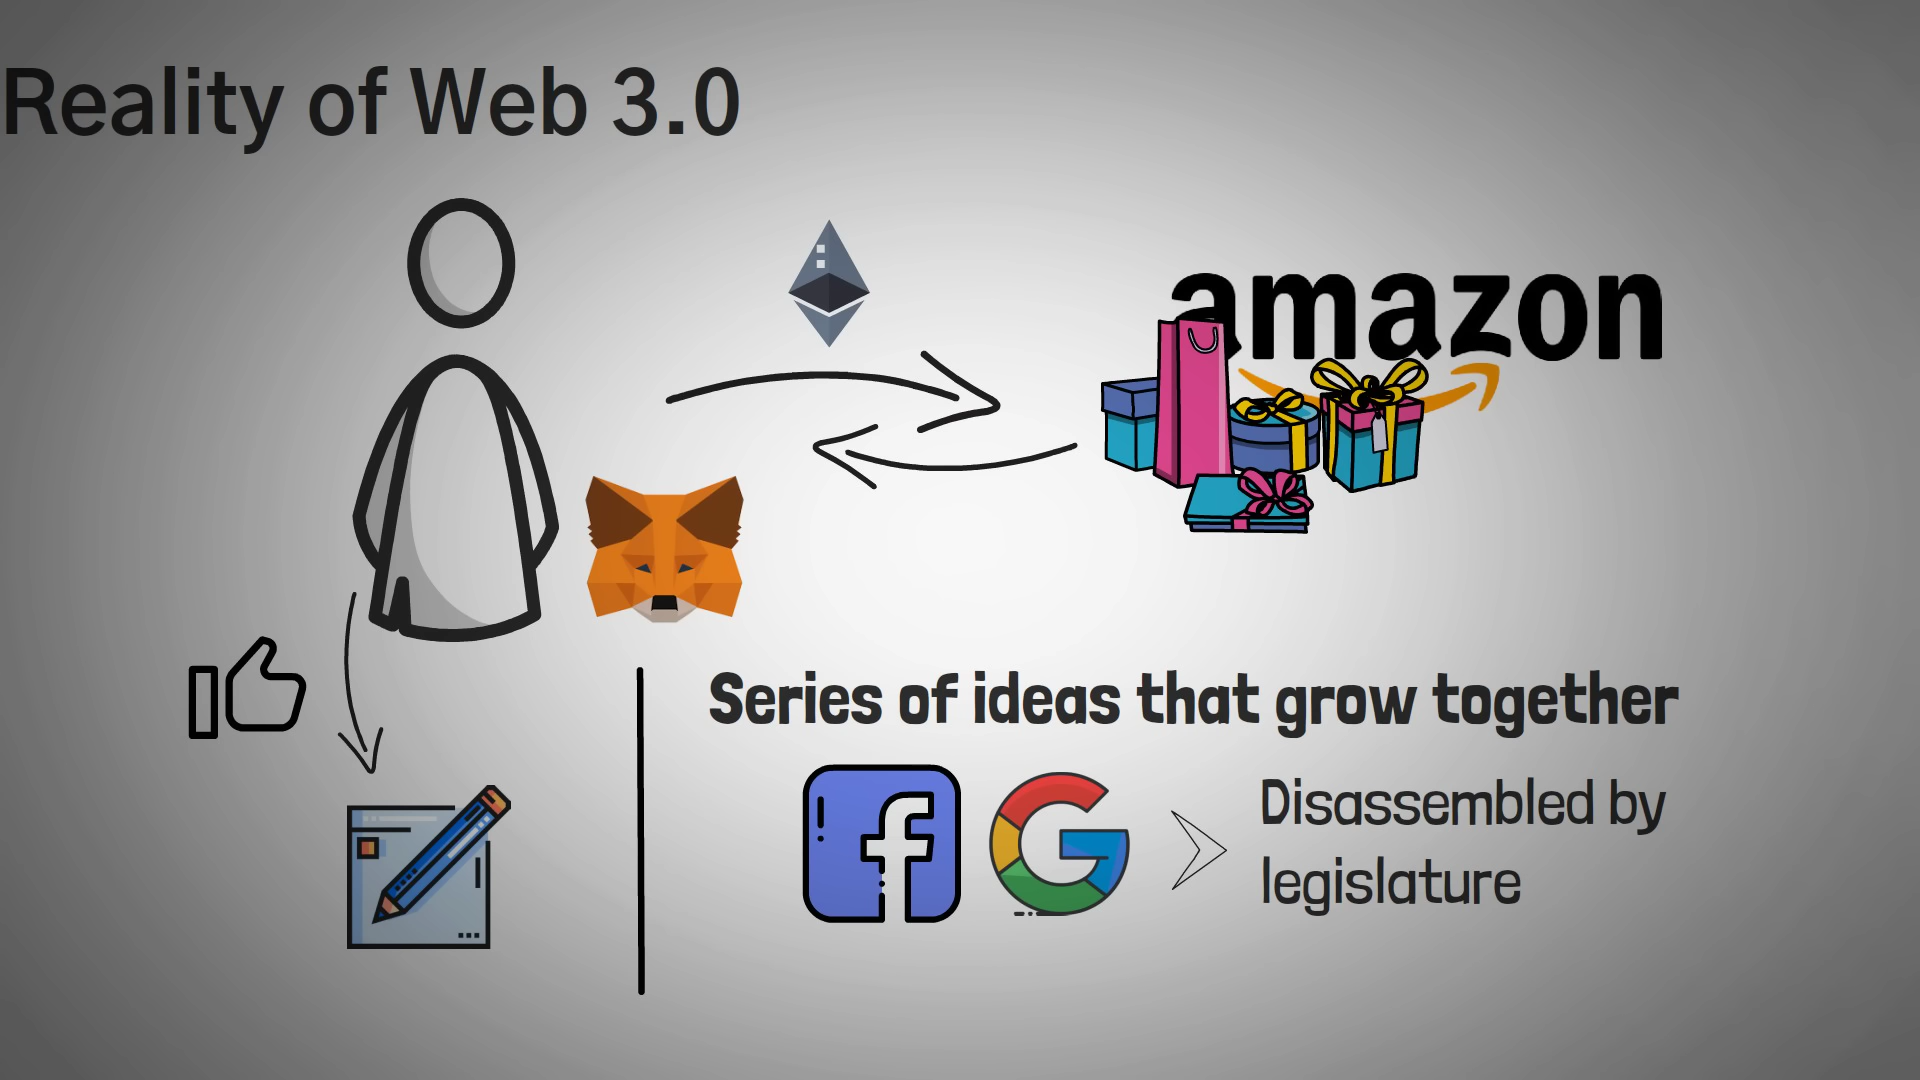 Reality of Web 3.0
amazon
Series of ideas that grow together
Disassembled by
legislature